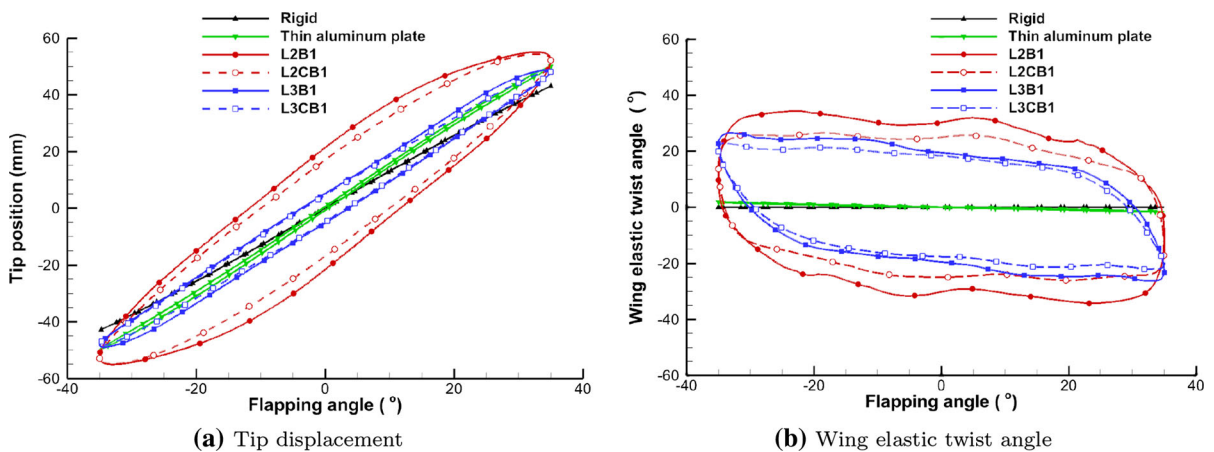 Rigid
Thin aluminum plate
L2B1
L2CB1
L3B1
L3CB1
60
40
20
0
-20
-40
-60
Tip position (mm)
-40
-20
0
20
40
Flapping angle ( o)
(a) Tip displacement
Rigid
Thin aluminum plate
L2B1
L2CB1
L3B1
L3CB1
60
40
20
0
-20
-40
-60
Wing elastic twist angle ( o)
-40
-20
0
20
40
Flapping angle ( o)
(b) Wing elastic twist angle